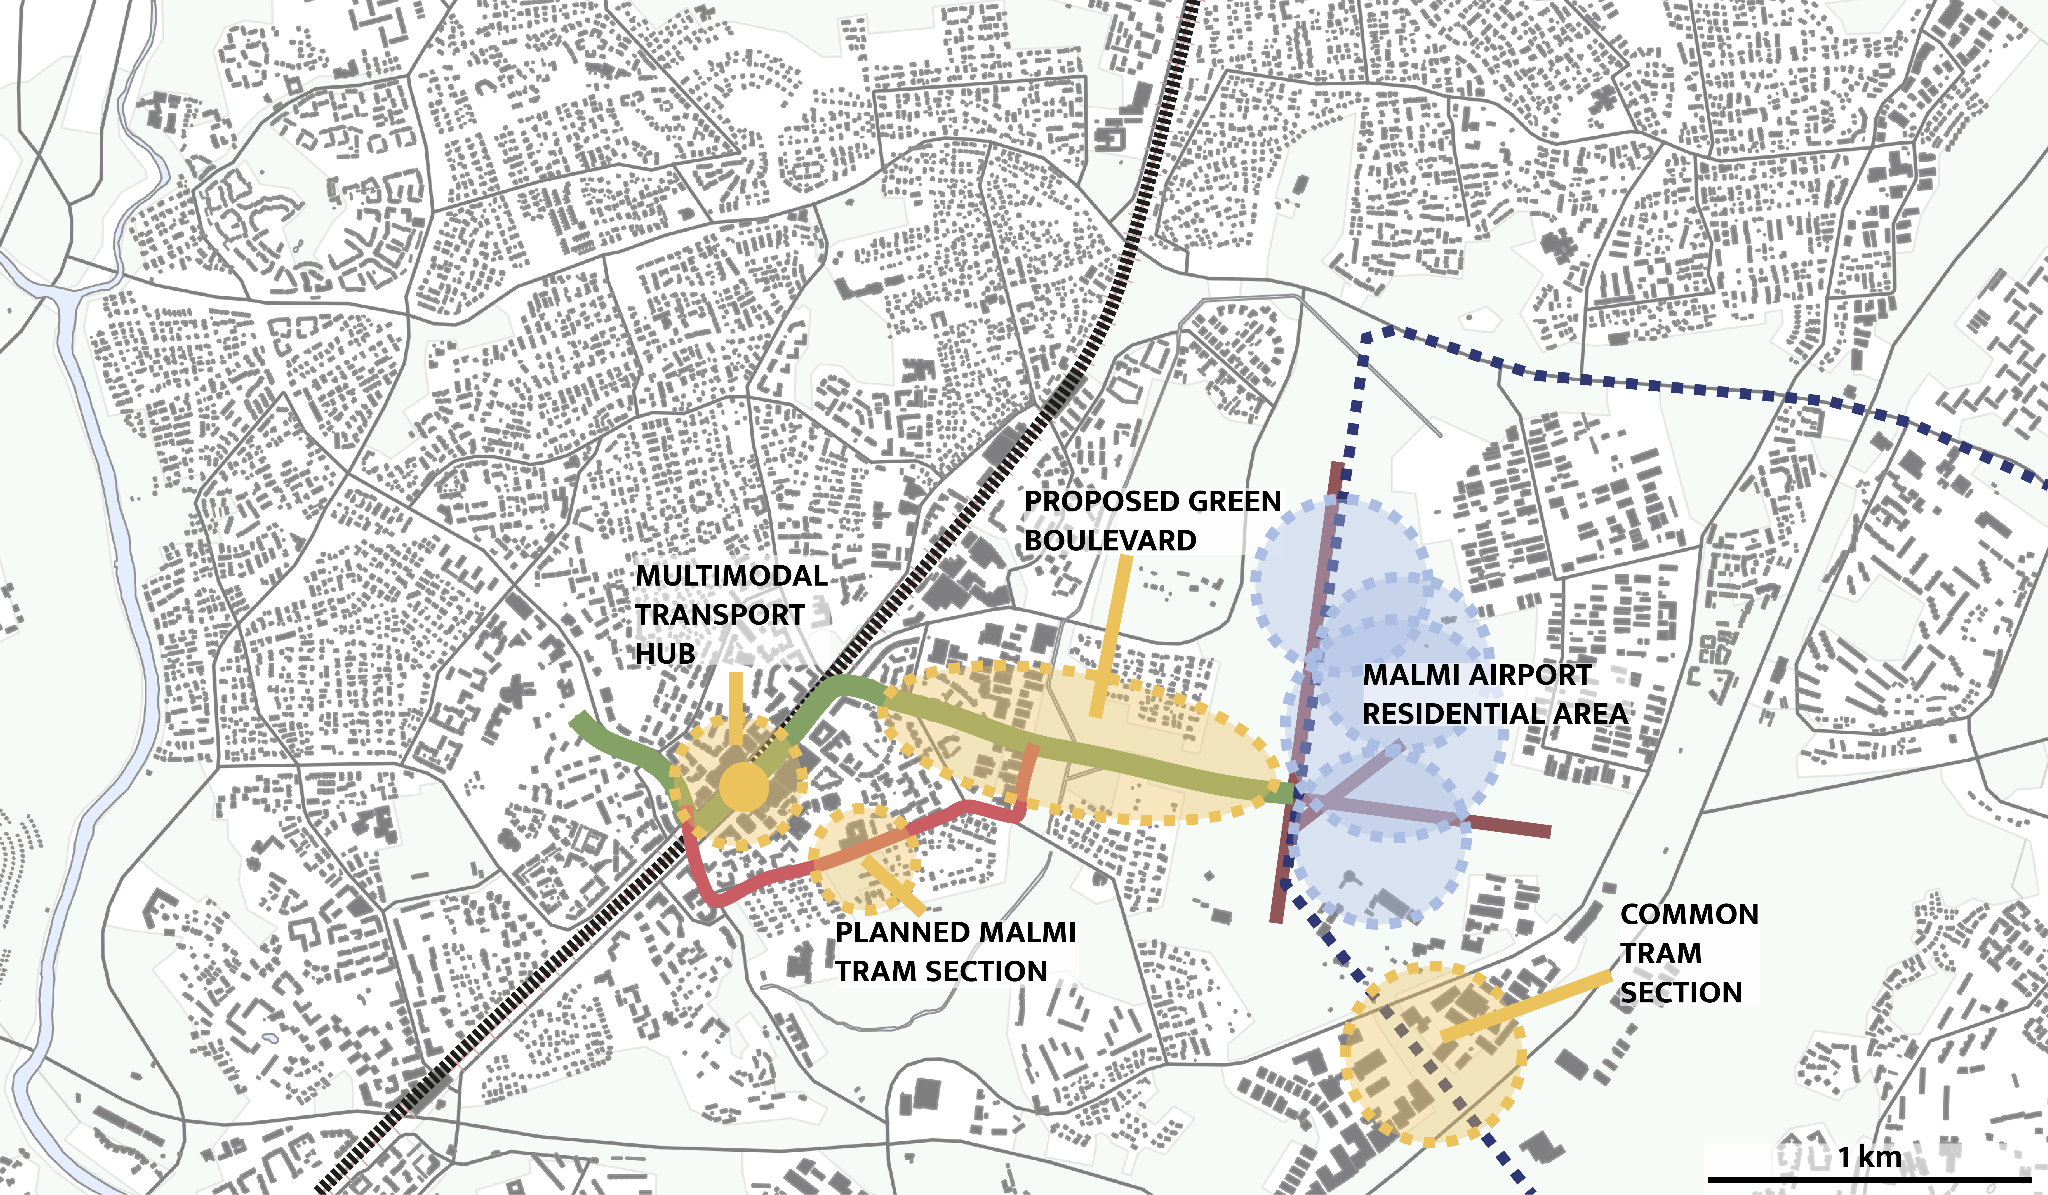 PROPOSED GREEN
BOULEVARD
MULTIMODAL
TRANSPORT
HUB
MALMI AIRPORT
RESIDENTIAL AREA
PLANNED MALMI
TRAM SECTION
COMMON
TRAM
SECTION
1 km